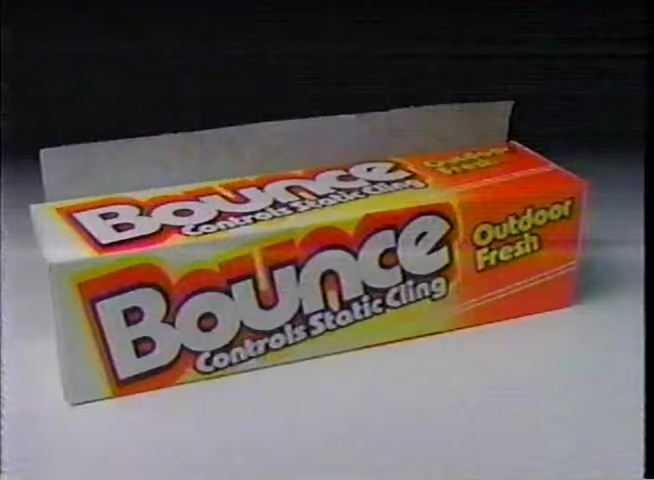 Bounce
Controls Static Cling
Outdoor
Fresh
Bounce
Controls Static Cling
Outdoor
Fresh